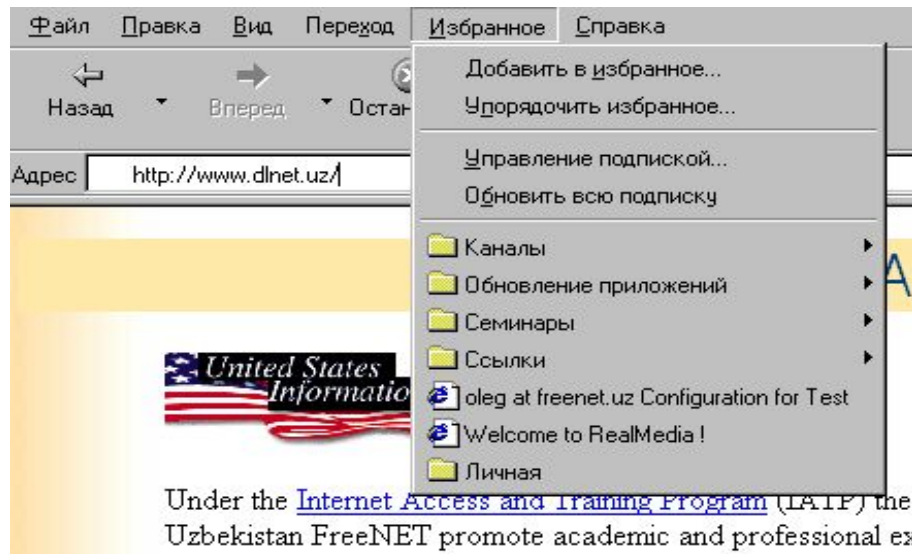 Файл Правка Вид Переход Избранное Справка
Назад Вперед Остан
Добавить в избранное...
Упорядочить избранное...
Управление подпиской...
Обновить всю подписку
Адрес http://www.dlnet.uz/
Каналы
Обновление приложений
Семинары
Ссылки
oleg at freenet.uz Configuration for Test
Welcome to RealMedia !
Личная
A
United States
Informatio
Under the Internet Access and Training Program (IATP) the
Uzbekistan FreeNET promote academic and professional ex